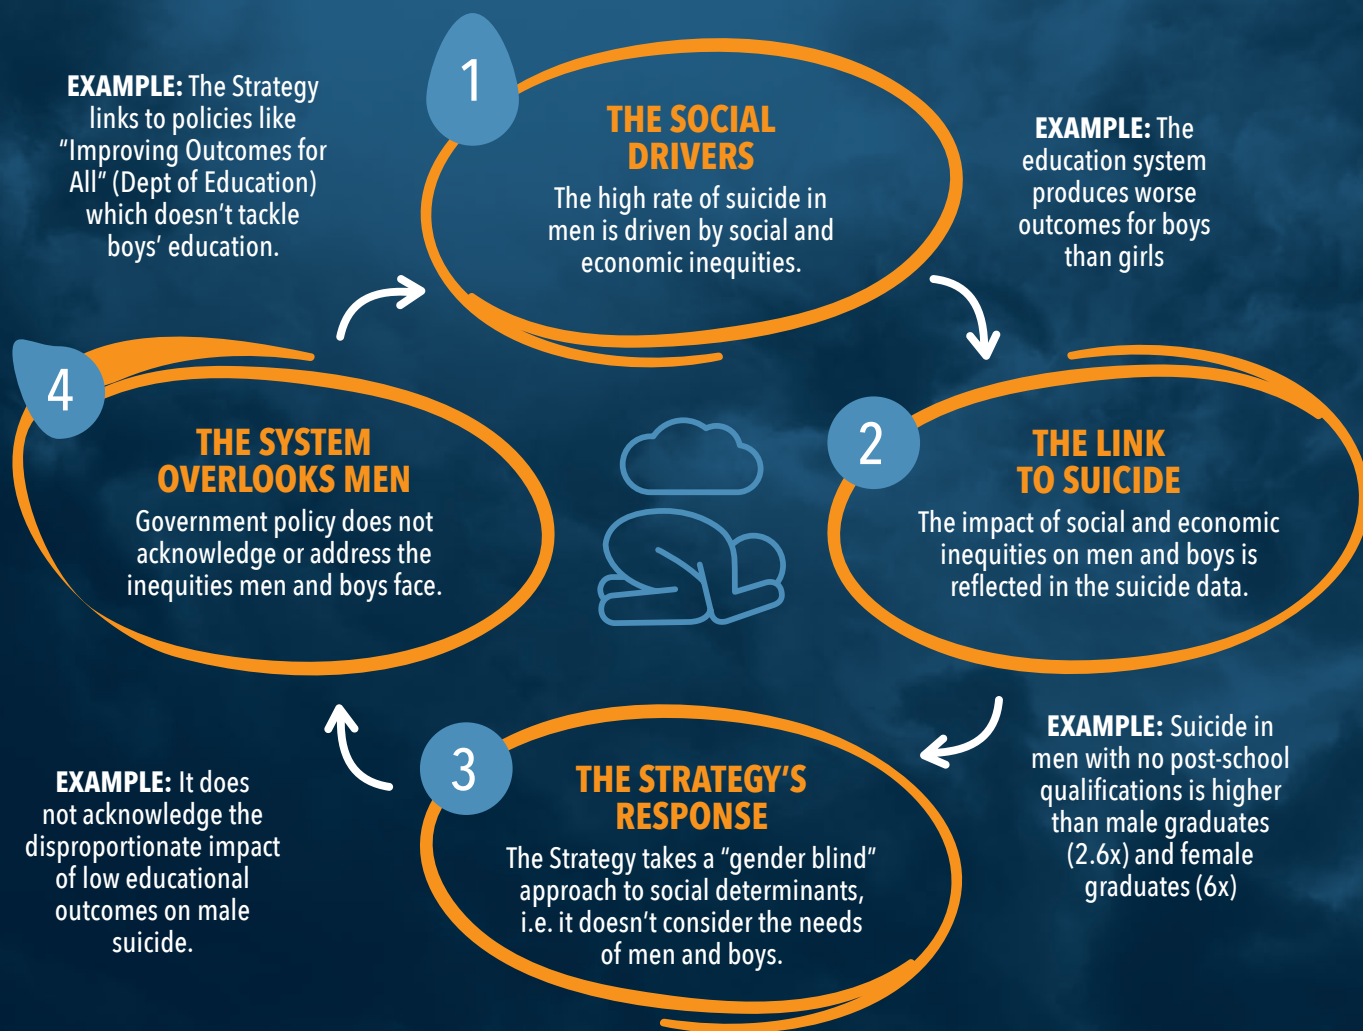 1
THE SOCIAL
DRIVERS
The high rate of suicide in
men is driven by social and
economic inequities.
EXAMPLE: The
education system
produces worse
outcomes for boys
than girls
2
THE LINK
TO SUICIDE
The impact of social and economic
inequities on men and boys is
reflected in the suicide data.
EXAMPLE: Suicide in
men with no post-school
qualifications is higher
than male graduates
(2.6x) and female
graduates (6x)
3
THE STRATEGY'S
RESPONSE
The Strategy takes a “gender blind”
approach to social determinants,
i.e. it doesn't consider the needs
of men and boys.
EXAMPLE: It does
not acknowledge the
disproportionate impact
of low educational
outcomes on male
suicide.
4
THE SYSTEM
OVERLOOKS MEN
Government policy does not
acknowledge or address the
inequities men and boys face.
EXAMPLE: The Strategy
links to policies like
“Improving Outcomes for
All” (Dept of Education)
which doesn't tackle
boys' education.